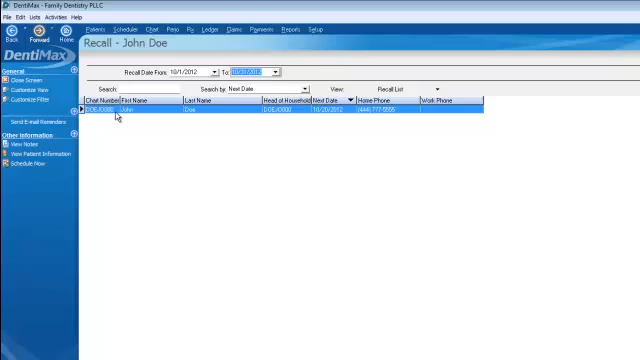 DentiMax - Family Dentistry PLLC
File Edit Lists Activities Help
Back Forward Home
Patients Scheduler Chart Perio Rx Ledger Claims Payments Reports Setup
Recall - John Doe
DentiMax
General
Close Screen
Customize View
Customize Filter
Send E-mail Reminders
Other Information
View Notes
View Patient Information
Schedule Now
Recall Date From: 10/1/2012 To:
Search: Search by: Next Date View: Recall List
Chart Number First Name Last Name Head of Household Next Date Home Phone Work Phone
DOEJO000 John Doe DOEJO000 10/20/2012 (444) 777-5555